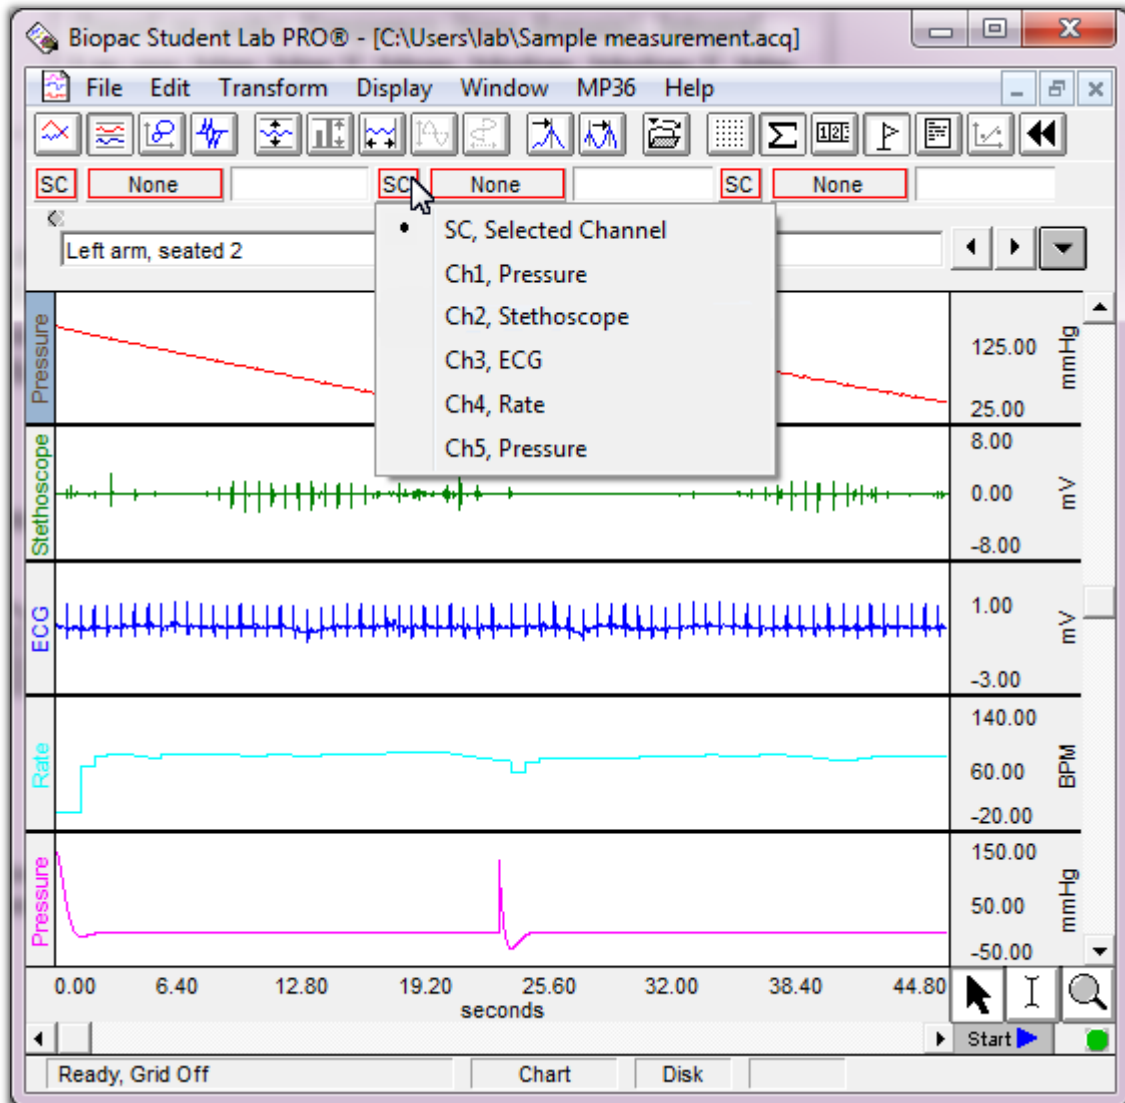 Biopac Student Lab PRO® - [C:\Users\lab\Sample measurement.acq]
File Edit Transform Display Window MP36 Help
SC None SC None SC None
Left arm, seated 2
SC, Selected Channel
Ch1, Pressure
Ch2, Stethoscope
Ch3, ECG
Ch4, Rate
Ch5, Pressure
Pressure
125.00
25.00
mmHg
Stethoscope
8.00
0.00
-8.00
mV
ECG
1.00
-3.00
mV
Rate
140.00
60.00
-20.00
BPM
Pressure
150.00
50.00
-50.00
mmHg
0.00 6.40 12.80 19.20 25.60 32.00 38.40 44.80
seconds
Start
Ready, Grid Off Chart Disk